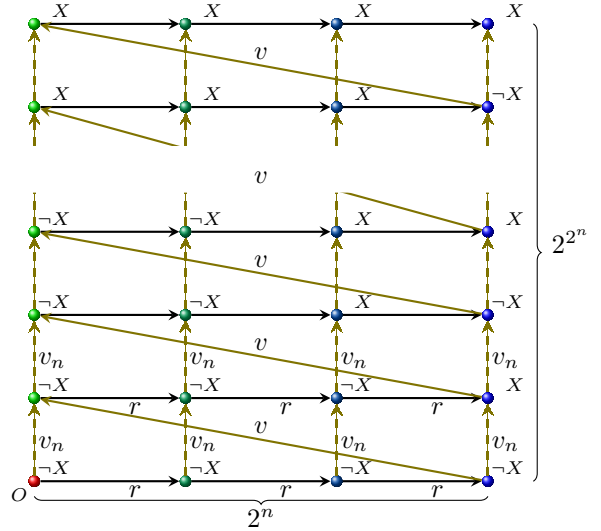 X X X X
v
X X X ¬X
v
¬X ¬X X X
v
¬X ¬X X ¬X
v
v_n v_n v_n v_n
¬X ¬X ¬X X
r r r
v
v_n v_n v_n v_n
¬X ¬X ¬X ¬X
O r r r
2^n
2^{2^n}